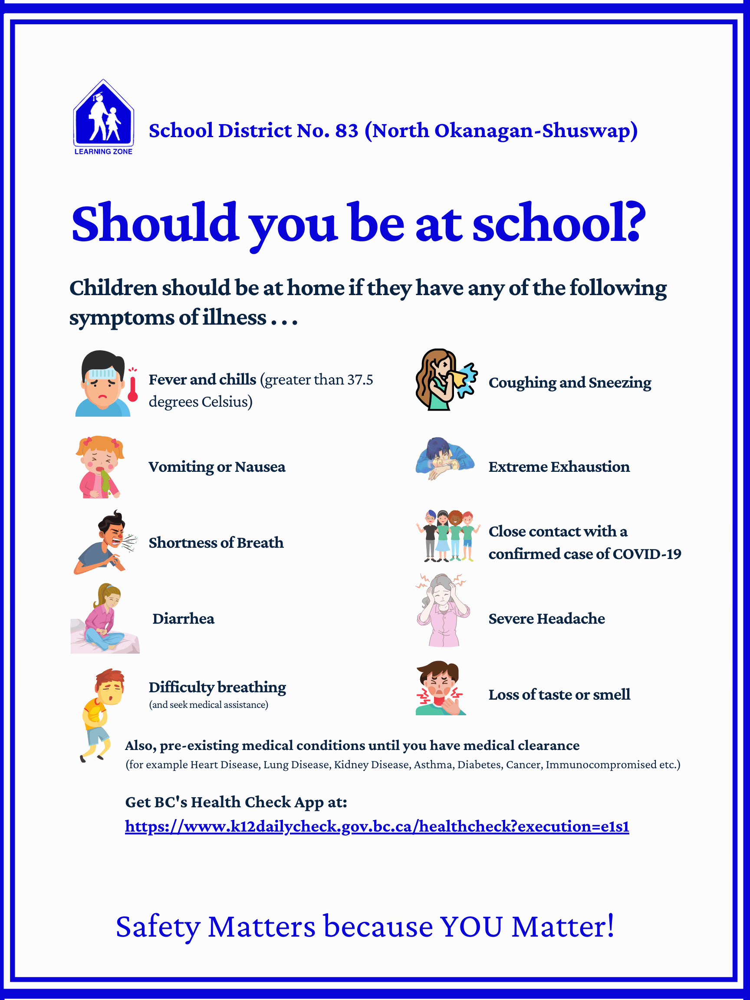 LEARNING ZONE
School District No. 83 (North Okanagan-Shuswap)
Should you be at school?
Children should be at home if they have any of the following
symptoms of illness . . .
Fever and chills (greater than 37.5
degrees Celsius)
Coughing and Sneezing
Vomiting or Nausea
Extreme Exhaustion
Shortness of Breath
Close contact with a
confirmed case of COVID-19
Diarrhea
Severe Headache
Difficulty breathing
(and seek medical assistance)
Loss of taste or smell
Also, pre-existing medical conditions until you have medical clearance
(for example Heart Disease, Lung Disease, Kidney Disease, Asthma, Diabetes, Cancer, Immunocompromised etc.)
Get BC's Health Check App at:
https://www.k12dailycheck.gov.bc.ca/healthcheck?execution=e1s1
Safety Matters because YOU Matter!